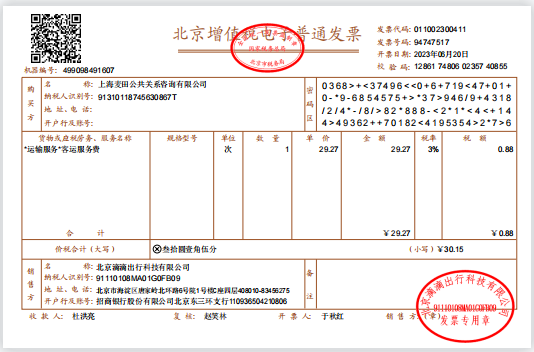 北京增值税电子普通发票
发票代码: 011002300411
发票号码: 94747517
开票日期: 2023年06月20日
校 验 码: 12861 74806 02357 40855
机器编号: 499098491607
国家税务总局
北京市税务局
购买方
名 称: 上海麦田公共关系咨询有限公司
纳税人识别号: 91310118745630867T
地 址、电 话:
开户行及账号:
密码区
0368>+<37496<<0+6+719<47+01+
0-*9-6854575+>*37>946/9+4318
/2/4*-/8/>82*888-<2*1*<4<+14
4>49362++70182<4195354>2*7>6
货物或应税劳务、服务名称 规格型号 单位 数 量 单 价 金 额 税率 税 额
*运输服务*客运服务费 次 1 29.27 29.27 3% 0.88
合 计 ￥29.27 ￥0.88
价税合计（大写） ⊗叁拾圆壹角伍分 （小写）￥30.15
销售方
名 称: 北京滴滴出行科技有限公司
纳税人识别号: 91110108MA01G0FB09
地 址、电 话: 北京市海淀区唐家岭北环路6号院1号楼C座四层408010-83456275
开户行及账号: 招商银行股份有限公司北京东三环支行110936504210806
备注
收 款 人: 杜洪亮 复 核: 赵笑林 开 票 人: 于秋红 销 售 方:（章）
北京滴滴出行科技有限公司
91110108MA01G0FB09
发票专用章